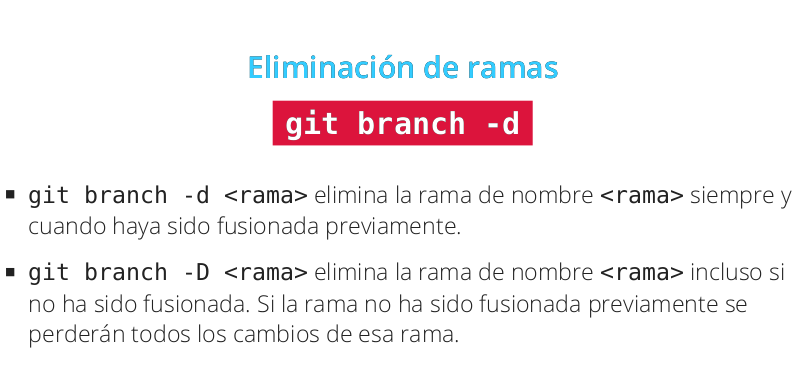 Eliminación de ramas
git branch -d
▪ git branch -d <rama> elimina la rama de nombre <rama> siempre y
cuando haya sido fusionada previamente.
▪ git branch -D <rama> elimina la rama de nombre <rama> incluso si
no ha sido fusionada. Si la rama no ha sido fusionada previamente se
perderán todos los cambios de esa rama.